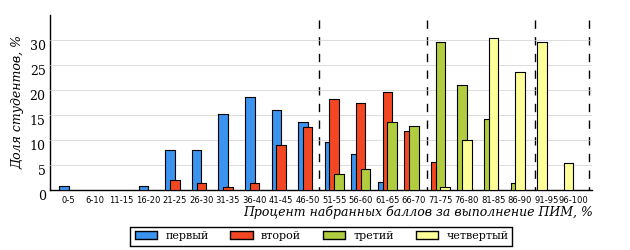 Доля студентов, %
30
25
20
15
10
5
0
0-5 6-10 11-15 16-20 21-25 26-30 31-35 36-40 41-45 46-50 51-55 56-60 61-65 66-70 71-75 76-80 81-85 86-90 91-95 96-100
Процент набранных баллов за выполнение ПИМ, %
первый второй третий четвертый